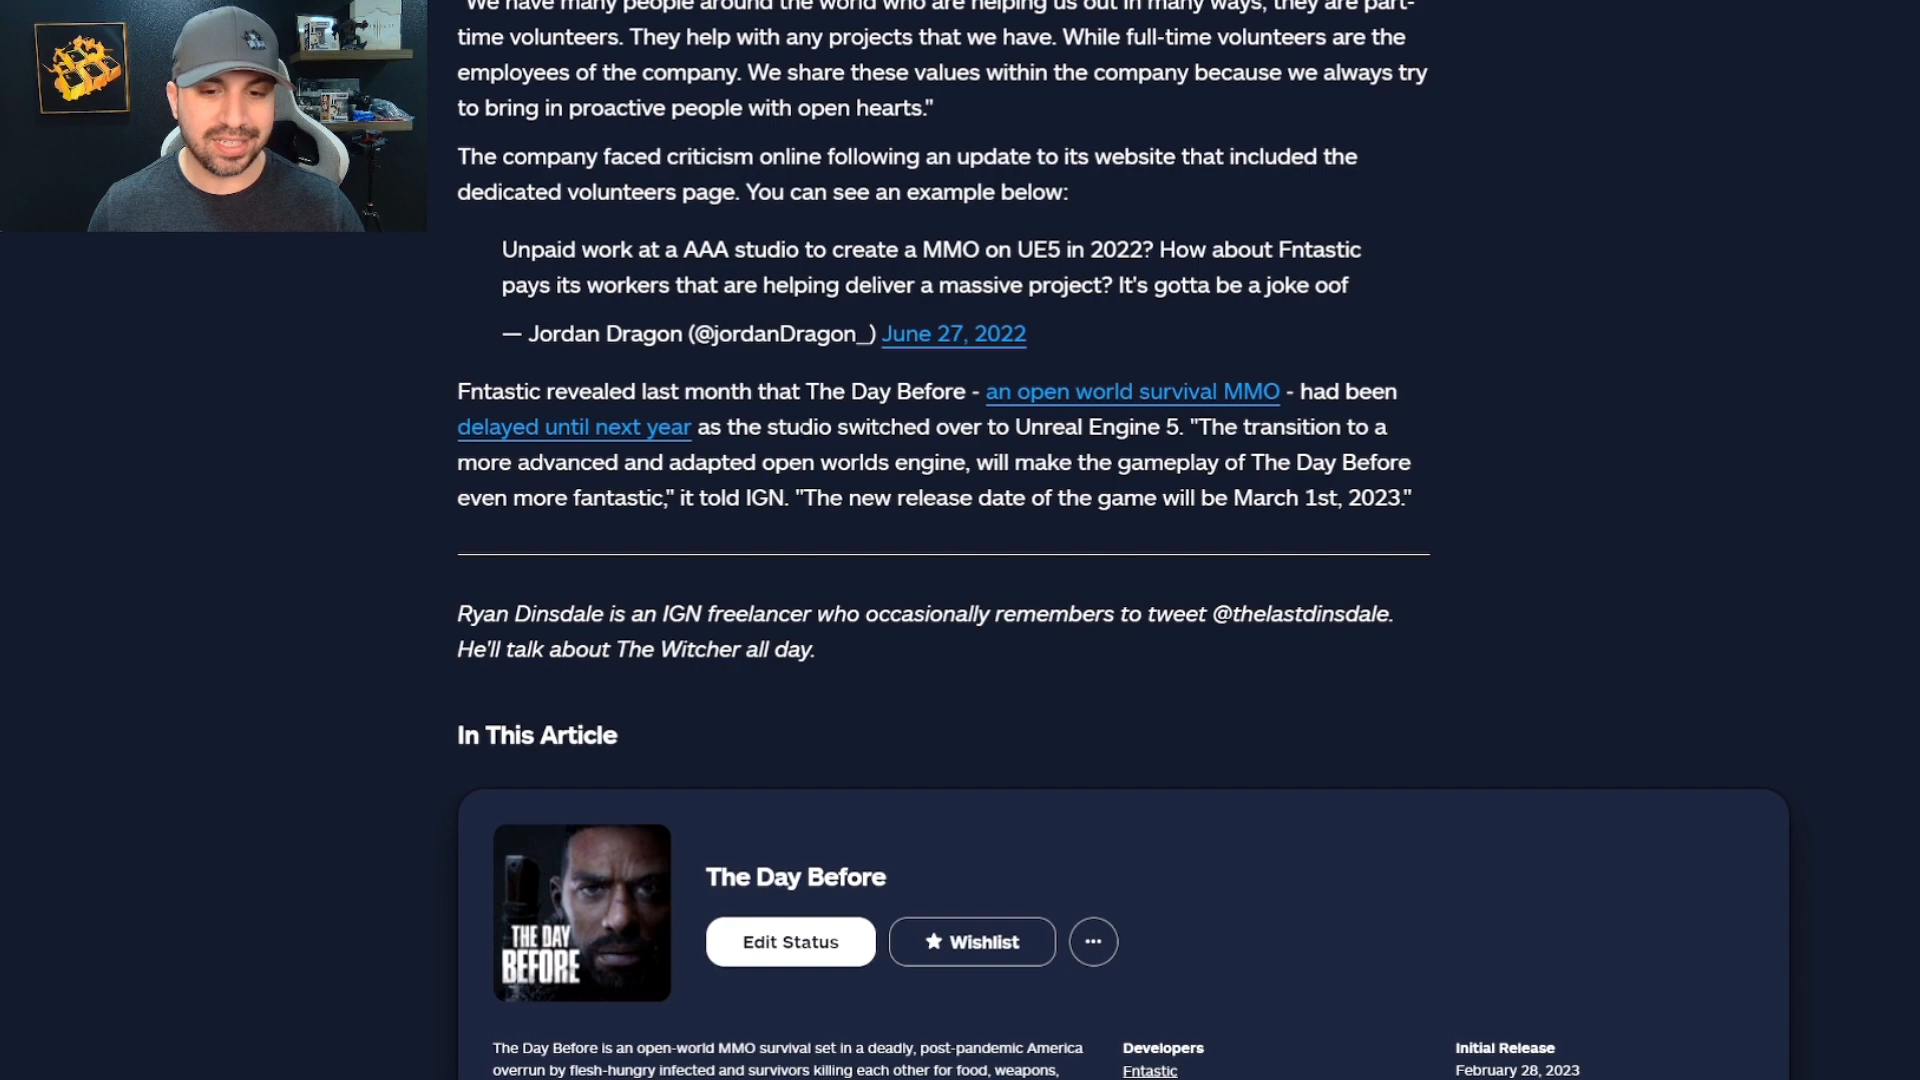 "We have many people around the world who are helping us out in many ways, they are part-
time volunteers. They help with any projects that we have. While full-time volunteers are the
employees of the company. We share these values within the company because we always try
to bring in proactive people with open hearts."
The company faced criticism online following an update to its website that included the
dedicated volunteers page. You can see an example below:
Unpaid work at a AAA studio to create a MMO on UE5 in 2022? How about Fntastic
pays its workers that are helping deliver a massive project? It's gotta be a joke oof
— Jordan Dragon (@jordanDragon_) June 27, 2022
Fntastic revealed last month that The Day Before - an open world survival MMO - had been
delayed until next year as the studio switched over to Unreal Engine 5. "The transition to a
more advanced and adapted open worlds engine, will make the gameplay of The Day Before
even more fantastic," it told IGN. "The new release date of the game will be March 1st, 2023."
Ryan Dinsdale is an IGN freelancer who occasionally remembers to tweet @thelastdinsdale.
He'll talk about The Witcher all day.
In This Article
THE DAY
BEFORE
The Day Before
Edit Status
Wishlist
The Day Before is an open-world MMO survival set in a deadly, post-pandemic America
overrun by flesh-hungry infected and survivors killing each other for food, weapons,
Developers
Fntastic
Initial Release
February 28, 2023